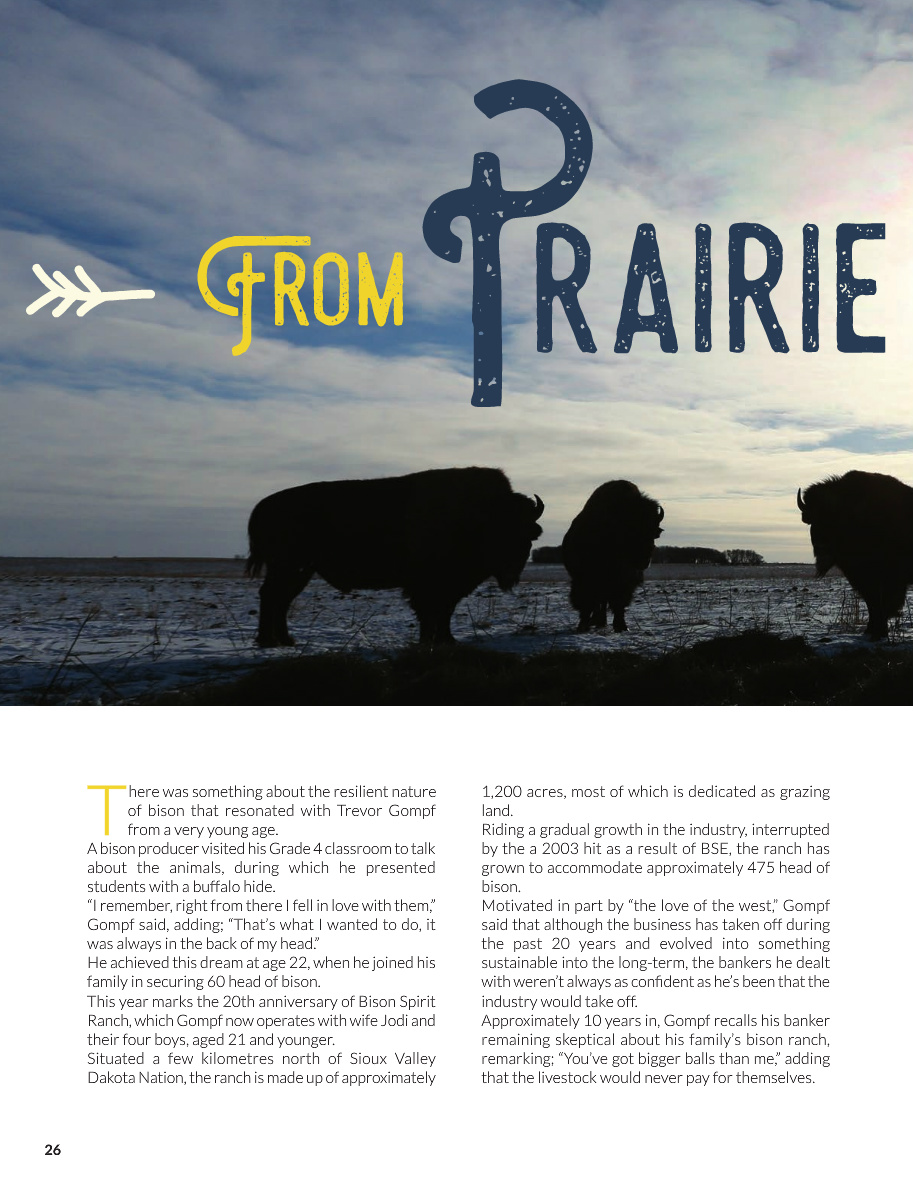 FROM PRAIRIE
There was something about the resilient nature
of bison that resonated with Trevor Gompf
from a very young age.
A bison producer visited his Grade 4 classroom to talk
about the animals, during which he presented
students with a buffalo hide.
“I remember, right from there I fell in love with them,”
Gompf said, adding; “That’s what I wanted to do, it
was always in the back of my head.”
He achieved this dream at age 22, when he joined his
family in securing 60 head of bison.
This year marks the 20th anniversary of Bison Spirit
Ranch, which Gompf now operates with wife Jodi and
their four boys, aged 21 and younger.
Situated a few kilometres north of Sioux Valley
Dakota Nation, the ranch is made up of approximately
1,200 acres, most of which is dedicated as grazing
land.
Riding a gradual growth in the industry, interrupted
by the a 2003 hit as a result of BSE, the ranch has
grown to accommodate approximately 475 head of
bison.
Motivated in part by “the love of the west,” Gompf
said that although the business has taken off during
the past 20 years and evolved into something
sustainable into the long-term, the bankers he dealt
with weren’t always as confident as he’s been that the
industry would take off.
Approximately 10 years in, Gompf recalls his banker
remaining skeptical about his family’s bison ranch,
remarking; “You’ve got bigger balls than me,” adding
that the livestock would never pay for themselves.
26